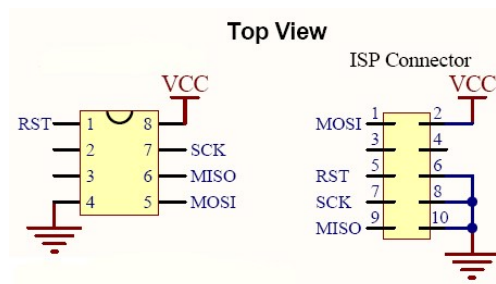 Top View
ISP Connector
VCC
VCC
RST 1 8
2 7 SCK
3 6 MISO
4 5 MOSI
MOSI 1 2
3 4
RST 5 6
SCK 7 8
MISO 9 10